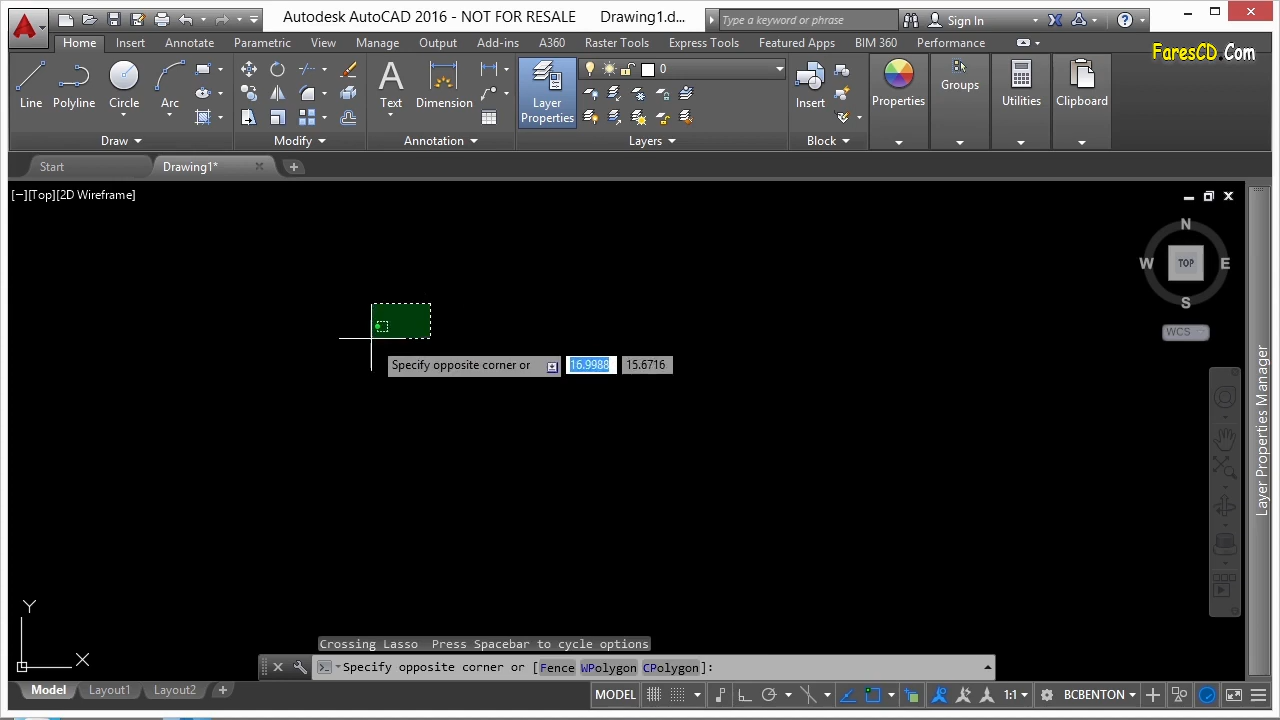 Autodesk AutoCAD 2016 - NOT FOR RESALE Drawing1.d...
Type a keyword or phrase
Sign In
Home Insert Annotate Parametric View Manage Output Add-ins A360 Raster Tools Express Tools Featured Apps BIM 360 Performance
FaresCD.Com
Line Polyline Circle Arc
Text Dimension
Layer Properties
0
Insert
Properties
Groups
Utilities
Clipboard
Draw Modify Annotation Layers Block
Start Drawing1*
[−][Top][2D Wireframe]
N
W TOP E
S
WCS
Layer Properties Manager
Specify opposite corner or 16.9988 15.6716
Y
X
Crossing Lasso Press Spacebar to cycle options
Specify opposite corner or [Fence WPolygon CPolygon]:
Model Layout1 Layout2
MODEL 1:1 BCBENTON